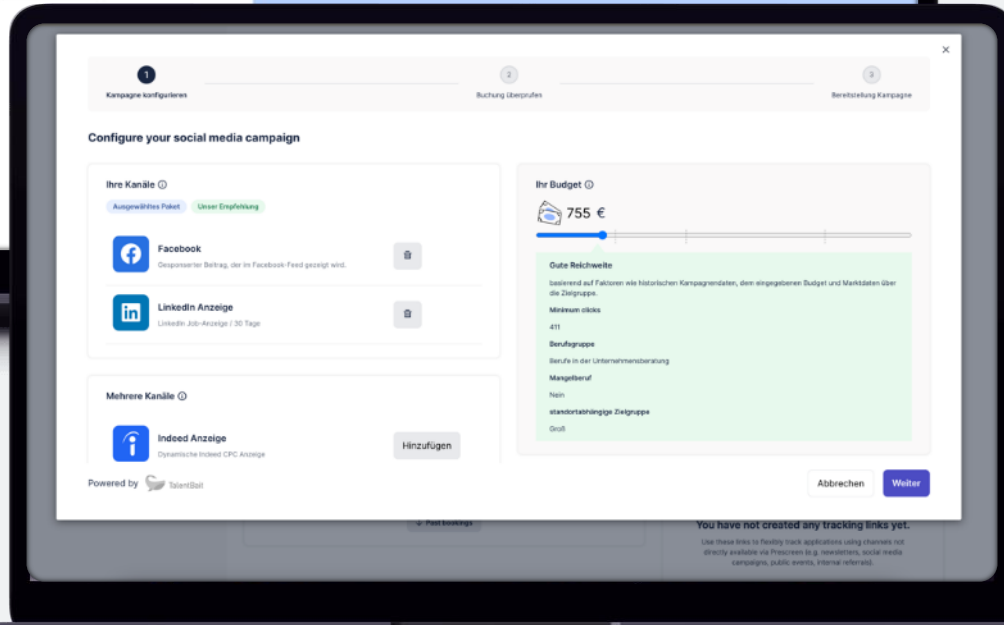 1
2
3
Kampagne konfigurieren
Buchung überprüfen
Bereitstellung Kampagne
Configure your social media campaign
Ihre Kanäle
Ausgewähltes Paket
Unser Empfehlung
Facebook
Gesponserter Beitrag, der im Facebook-Feed gezeigt wird.
LinkedIn Anzeige
LinkedIn Job-Anzeige / 30 Tage
Mehrere Kanäle
Indeed Anzeige
Dynamische Indeed CPC Anzeige
Hinzufügen
Ihr Budget
755 €
Gute Reichweite
basierend auf Faktoren wie historischen Kampagnendaten, dem eingegebenen Budget und Marktdaten über
die Zielgruppe.
Minimum clicks
411
Berufsgruppe
Berufe in der Unternehmensberatung
Mangelberuf
Nein
standortabhängige Zielgruppe
Groß
Powered by TalentBait
Abbrechen
Weiter
+ Past bookings
You have not created any tracking links yet.
Use these links to flexibly track applications using channels not
directly available via Prescreen (e.g. newsletters, social media
campaigns, public events, internal referrals).